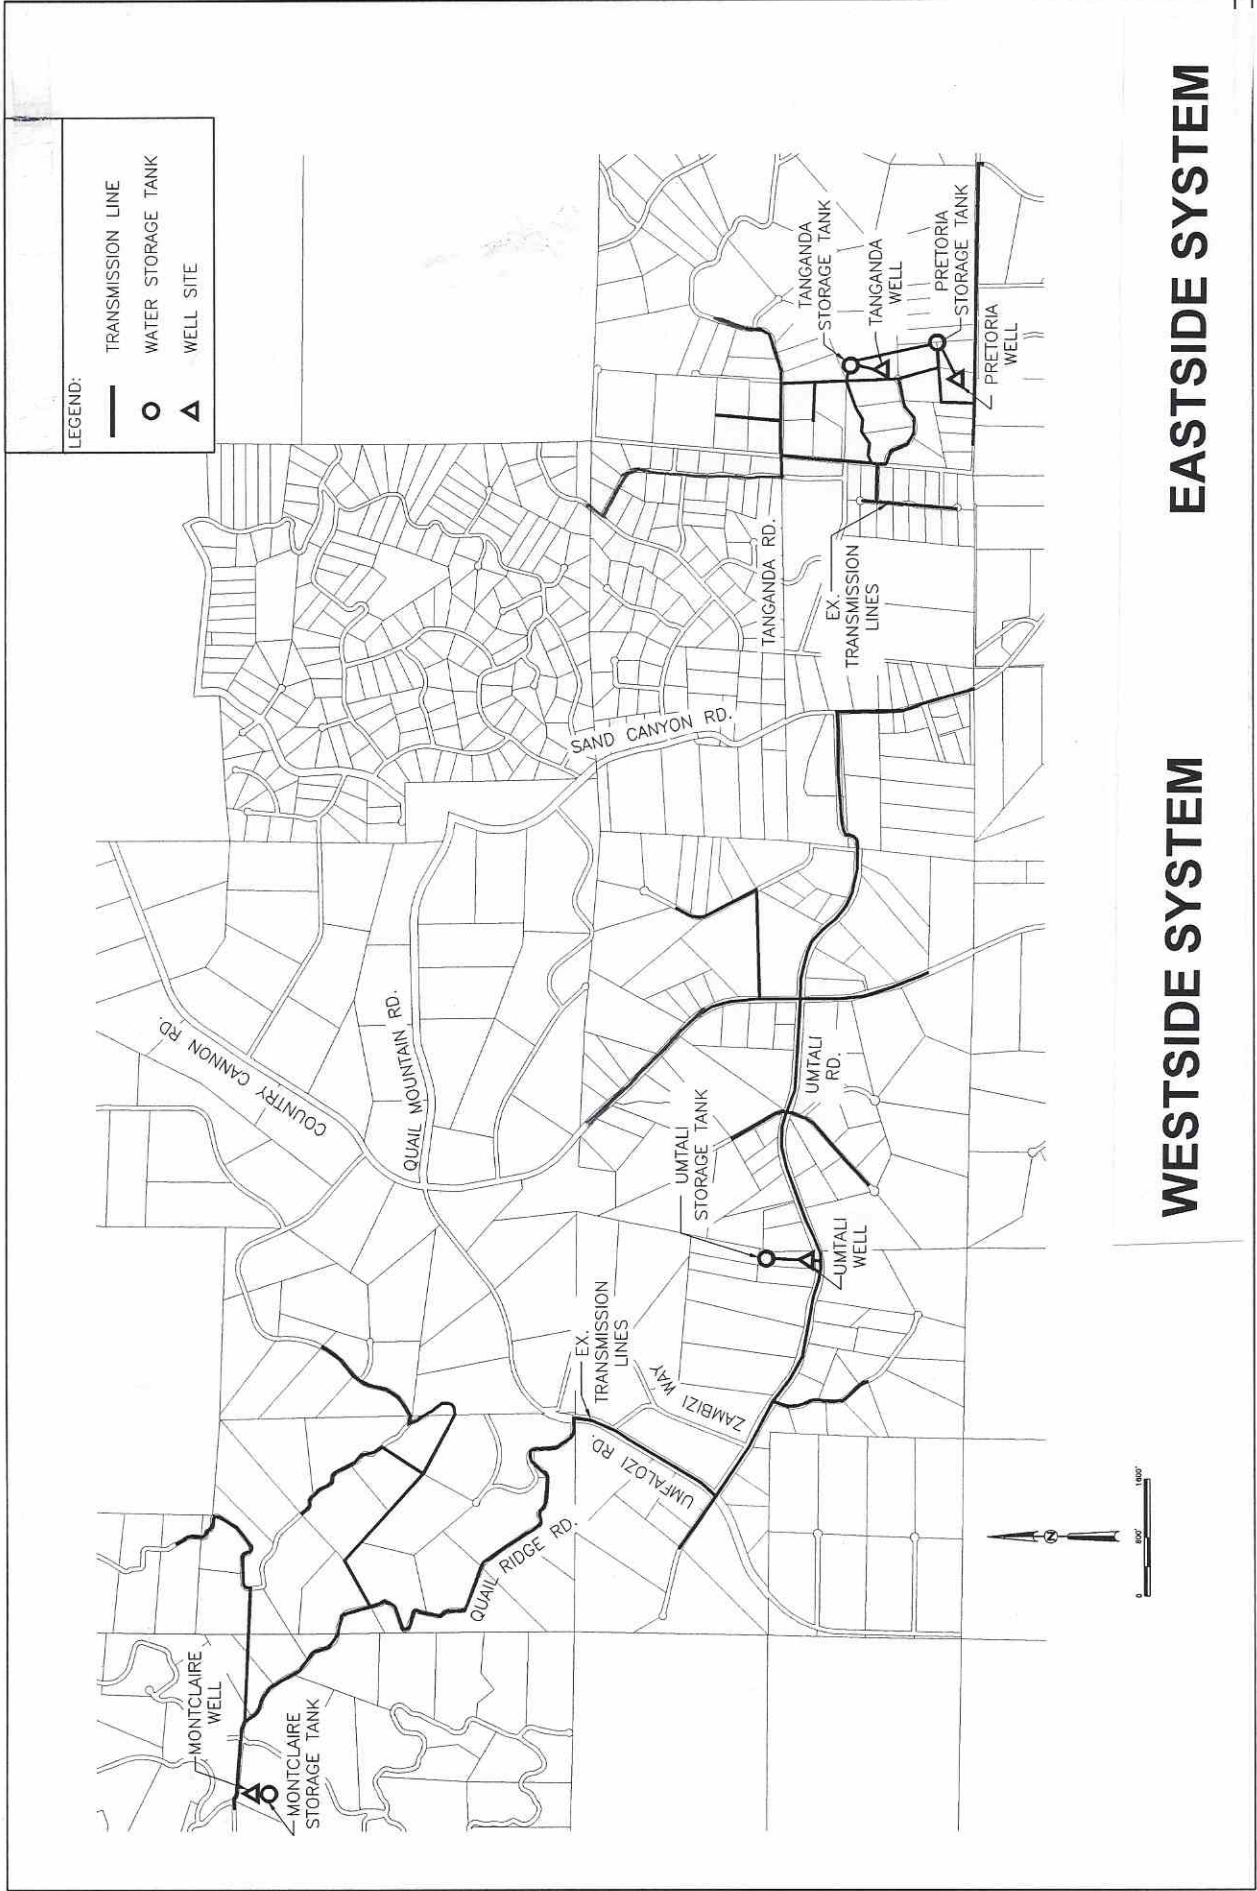 LEGEND:
TRANSMISSION LINE
WATER STORAGE TANK
WELL SITE
MONTCLAIRE
WELL
MONTCLAIRE
STORAGE TANK
COUNTRY CANNON RD.
QUAIL MOUNTAIN RD.
QUAIL RIDGE RD.
EX.
TRANSMISSION
LINES
UMFALOZI RD.
ZAMBIZI WAY
UMTALI
STORAGE TANK
UMTALI
WELL
UMTALI
RD.
SAND CANYON RD.
TANGANDA RD.
EX.
TRANSMISSION
LINES
TANGANDA
STORAGE TANK
TANGANDA
WELL
PRETORIA
STORAGE TANK
PRETORIA
WELL
N
0 800' 1600'
WESTSIDE SYSTEM
EASTSIDE SYSTEM